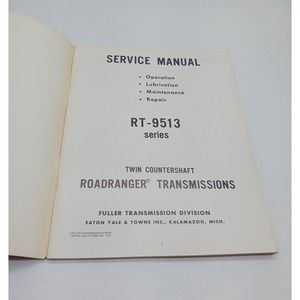 SERVICE MANUAL
• Operation
• Lubrication
• Maintenance
• Repair
RT-9513
series
TWIN COUNTERSHAFT
ROADRANGER® TRANSMISSIONS
FULLER TRANSMISSION DIVISION
EATON YALE & TOWNE INC., KALAMAZOO, MICH.